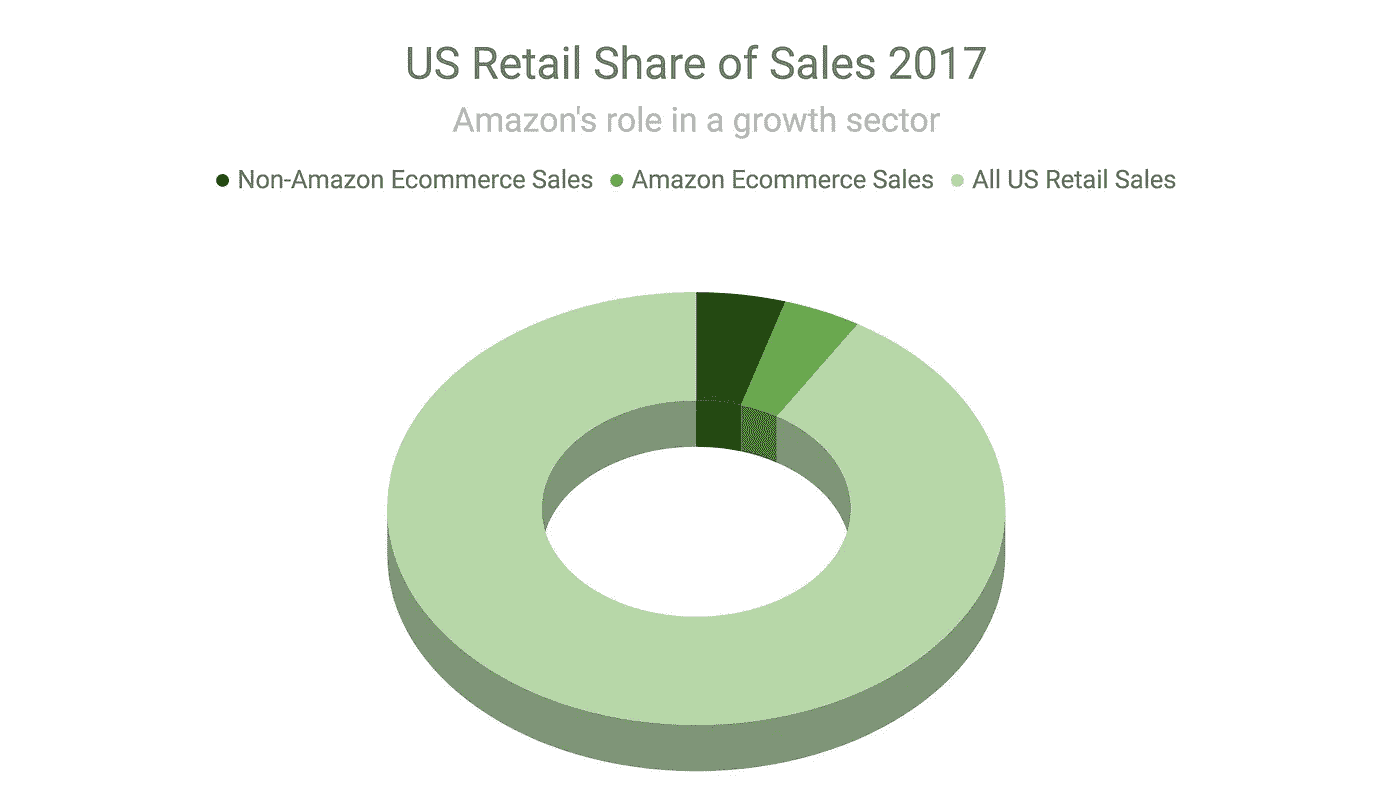 US Retail Share of Sales 2017
Amazon's role in a growth sector
Non-Amazon Ecommerce Sales Amazon Ecommerce Sales All US Retail Sales